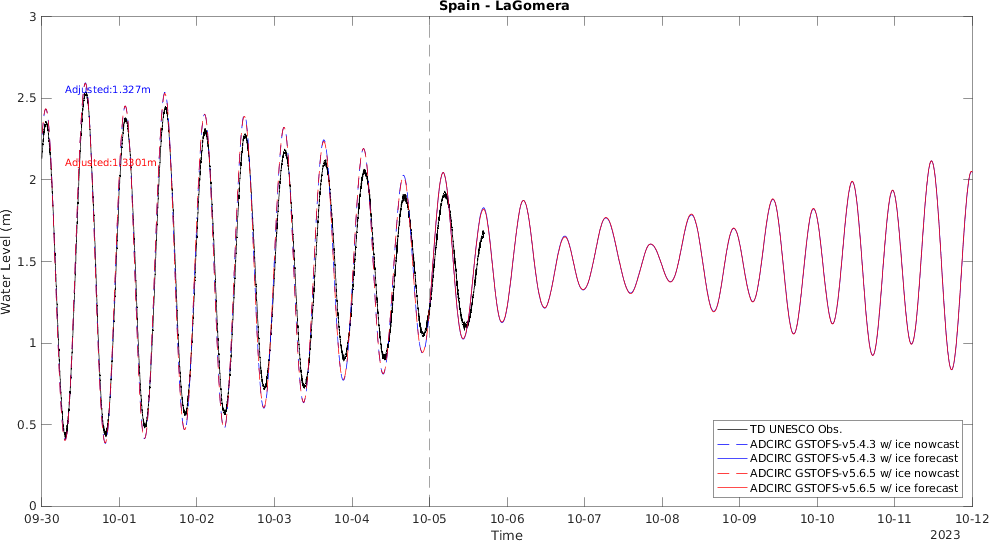 Spain - LaGomera
3
2.5
2
1.5
1
0.5
0
Water Level (m)
Adjusted:1.327m
Adjusted:1.3301m
TD UNESCO Obs.
ADCIRC GSTOFS-v5.4.3 w/ ice nowcast
ADCIRC GSTOFS-v5.4.3 w/ ice forecast
ADCIRC GSTOFS-v5.6.5 w/ ice nowcast
ADCIRC GSTOFS-v5.6.5 w/ ice forecast
09-30 10-01 10-02 10-03 10-04 10-05 10-06 10-07 10-08 10-09 10-10 10-11 10-12
Time
2023